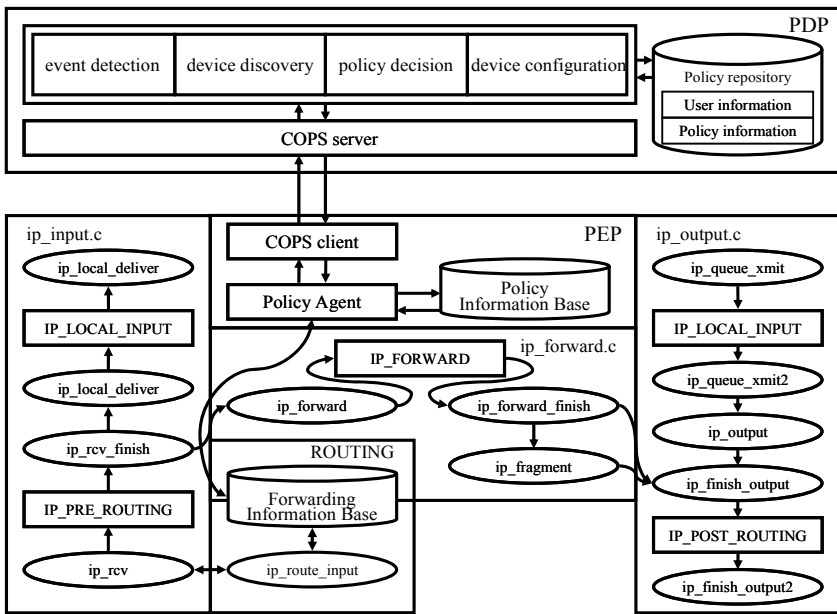 PDP
event detection
device discovery
policy decision
device configuration
Policy repository
User information
Policy information
COPS server
ip_input.c
ip_local_deliver
IP_LOCAL_INPUT
ip_local_deliver
ip_rcv_finish
IP_PRE_ROUTING
ip_rcv
PEP
COPS client
Policy Agent
Policy
Information Base
ip_forward.c
IP_FORWARD
ip_forward
ip_forward_finish
ip_fragment
ROUTING
Forwarding
Information Base
ip_route_input
ip_output.c
ip_queue_xmit
IP_LOCAL_INPUT
ip_queue_xmit2
ip_output
ip_finish_output
IP_POST_ROUTING
ip_finish_output2